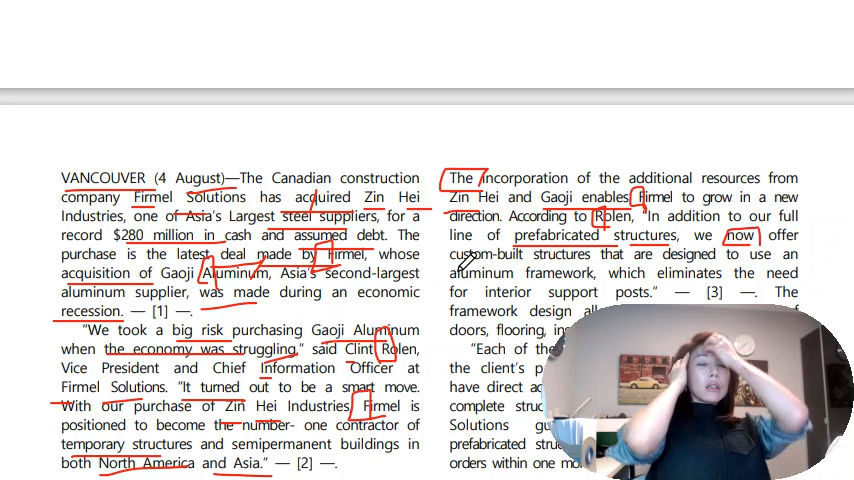 VANCOUVER (4 August)—The Canadian construction
company Firmel Solutions has acquired Zin Hei
Industries, one of Asia's Largest steel suppliers, for a
record $280 million in cash and assumed debt. The
purchase is the latest deal made by Firmel, whose
acquisition of Gaoji Aluminum, Asia's second-largest
aluminum supplier, was made during an economic
recession. — [1] —.
"We took a big risk purchasing Gaoji Aluminum
when the economy was struggling," said Clint Rolen,
Vice President and Chief Information Officer at
Firmel Solutions. "It turned out to be a smart move.
With our purchase of Zin Hei Industries, Firmel is
positioned to become the number- one contractor of
temporary structures and semipermanent buildings in
both North America and Asia." — [2] —.
The incorporation of the additional resources from
Zin Hei and Gaoji enables Firmel to grow in a new
direction. According to Rolen, "In addition to our full
line of prefabricated structures, we now offer
custom-built structures that are designed to use an
aluminum framework, which eliminates the need
for interior support posts." — [3] —. The
framework design
doors, flooring,
"Each of the
the client's
have direct
complete
Solutions
prefabricated
orders within one